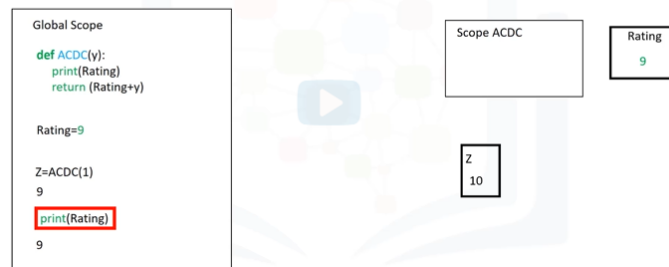 Global Scope
def ACDC(y):
print(Rating)
return (Rating+y)
Rating=9
Z=ACDC(1)
9
print(Rating)
9
Scope ACDC
Rating
9
Z
10